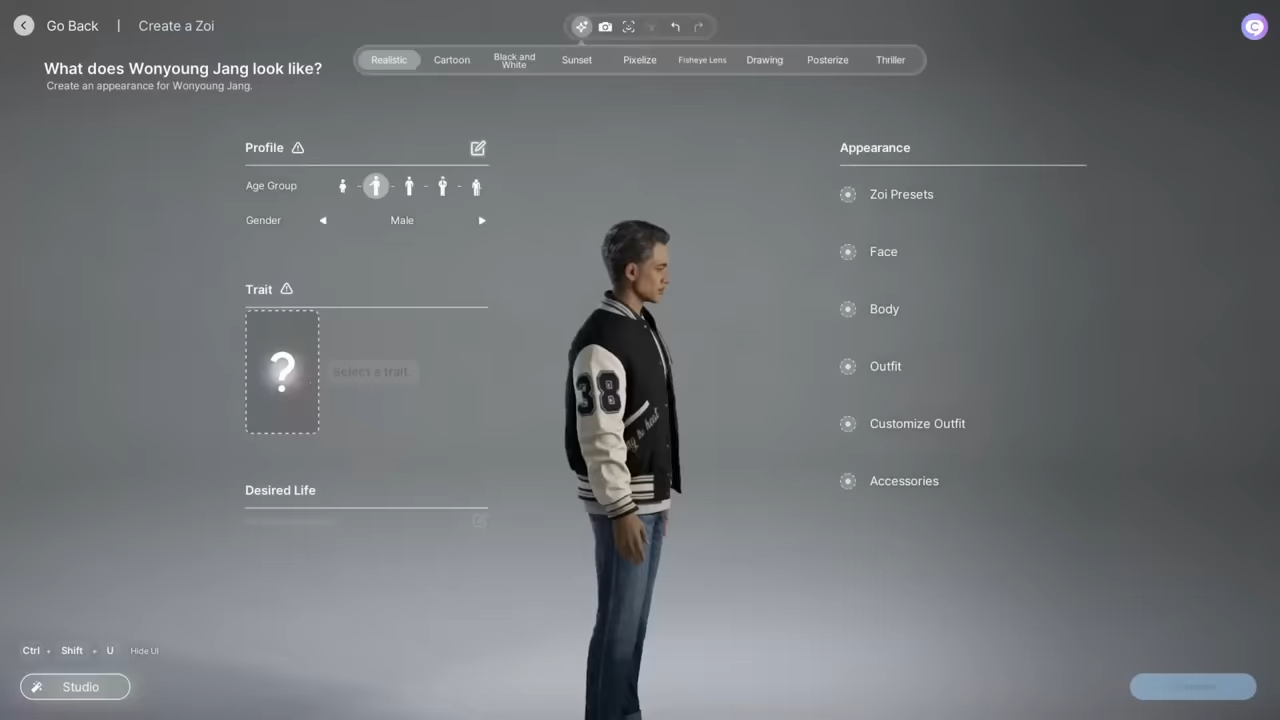 Go Back | Create a Zoi
Realistic
Cartoon
Black and
White
Sunset
Pixelize
Fisheye Lens
Drawing
Posterize
Thriller
What does Wonyoung Jang look like?
Create an appearance for Wonyoung Jang.
Profile
Age Group
Gender
Male
Trait
?
Select a trait.
Desired Life
38
Appearance
Zoi Presets
Face
Body
Outfit
Customize Outfit
Accessories
Ctrl + Shift + U Hide UI
Studio